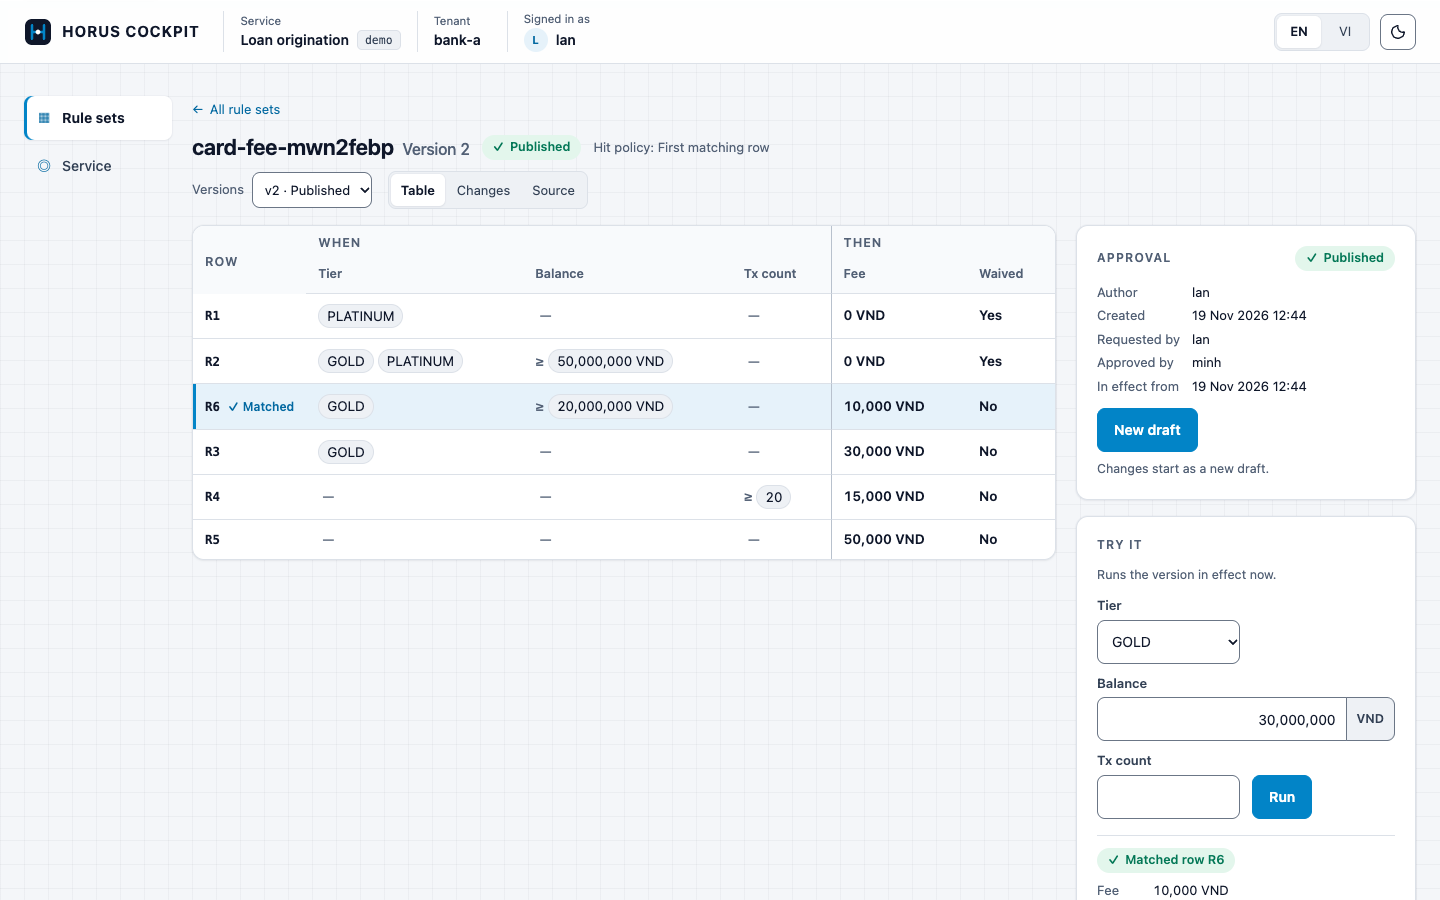 HORUS COCKPIT
Service
Loan origination demo
Tenant
bank-a
Signed in as
L lan
EN VI
Rule sets
Service
← All rule sets
card-fee-mwn2febp Version 2 ✓ Published Hit policy: First matching row
Versions v2 · Published Table Changes Source
ROW WHEN THEN
Tier Balance Tx count Fee Waived
R1 PLATINUM — — 0 VND Yes
R2 GOLD PLATINUM ≥ 50,000,000 VND — 0 VND Yes
R6 ✓ Matched GOLD ≥ 20,000,000 VND — 10,000 VND No
R3 GOLD — — 30,000 VND No
R4 — — ≥ 20 15,000 VND No
R5 — — — 50,000 VND No
APPROVAL ✓ Published
Author lan
Created 19 Nov 2026 12:44
Requested by lan
Approved by minh
In effect from 19 Nov 2026 12:44
New draft
Changes start as a new draft.
TRY IT
Runs the version in effect now.
Tier
GOLD
Balance
30,000,000 VND
Tx count
Run
✓ Matched row R6
Fee 10,000 VND